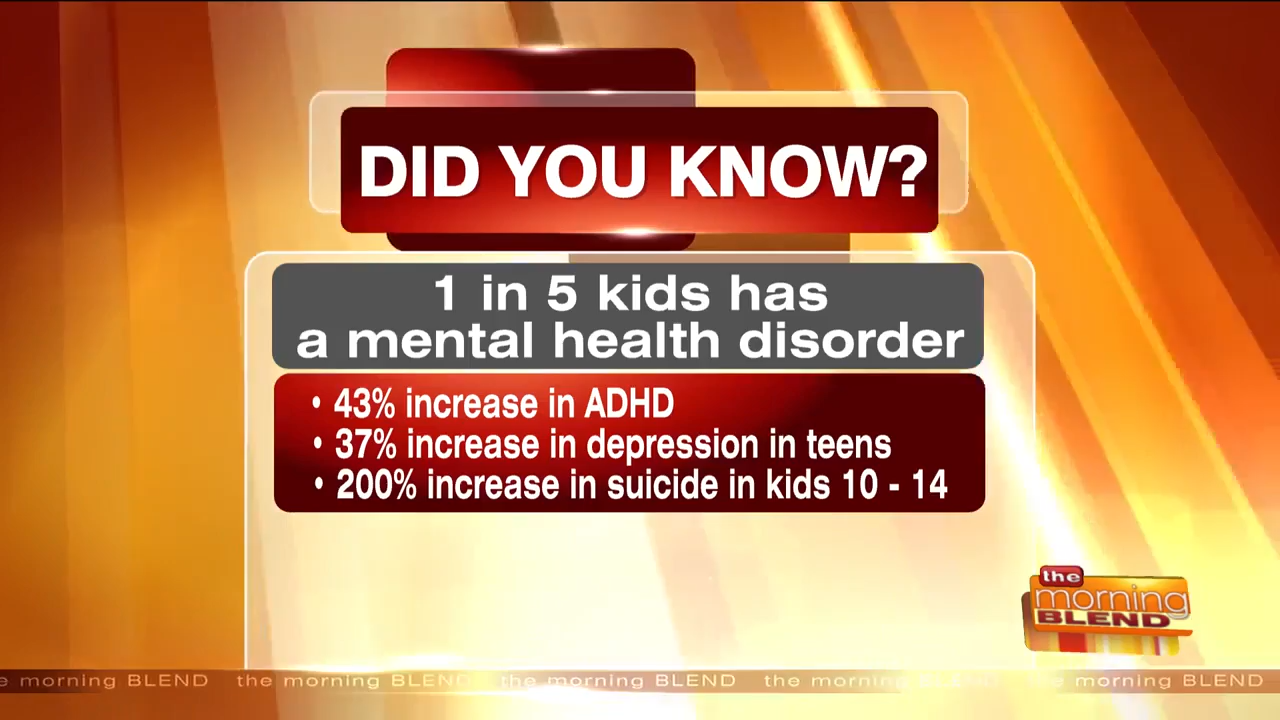 DID YOU KNOW?
1 in 5 kids has
a mental health disorder
• 43% increase in ADHD
• 37% increase in depression in teens
• 200% increase in suicide in kids 10 - 14
the
morning
BLEND
e morning BLEND the morning BLEND the morning BLEND the morning BLEND the morning BLEND